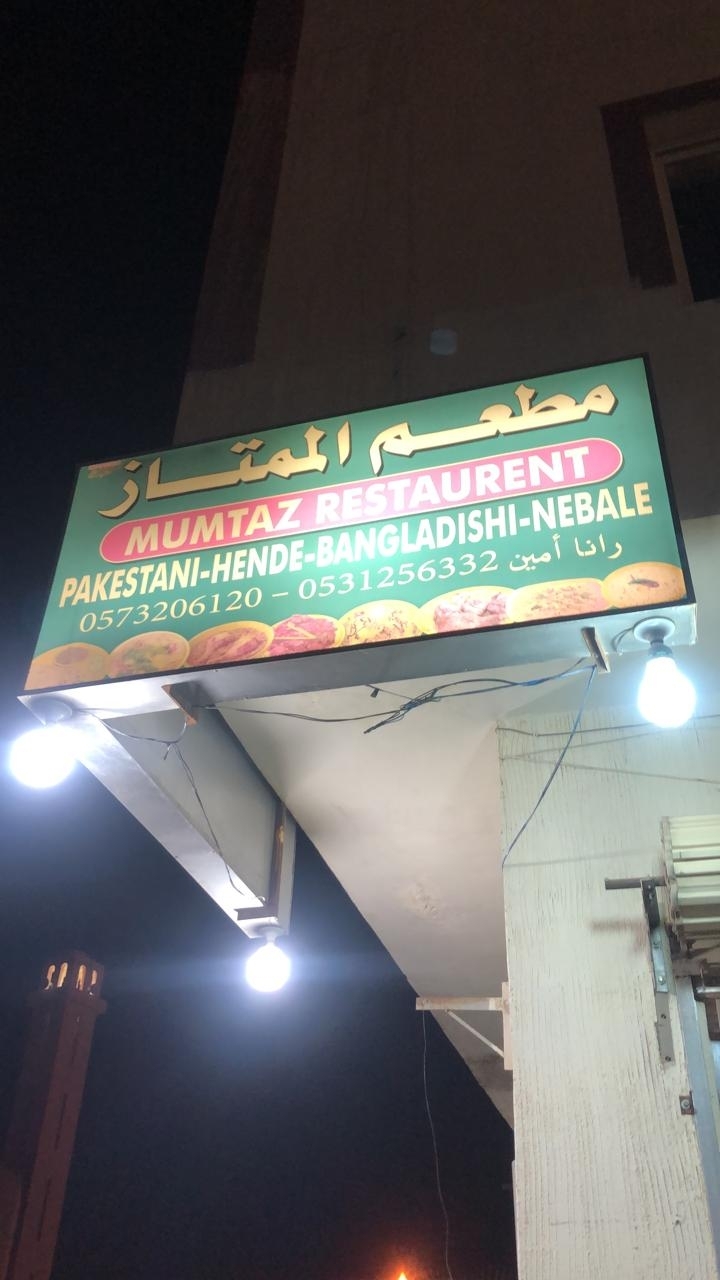 مطعم الممتاز
MUMTAZ RESTAURENT
PAKESTANI-HENDE-BANGLADISHI-NEBALE
0573206120 – 0531256332 رانا أمين